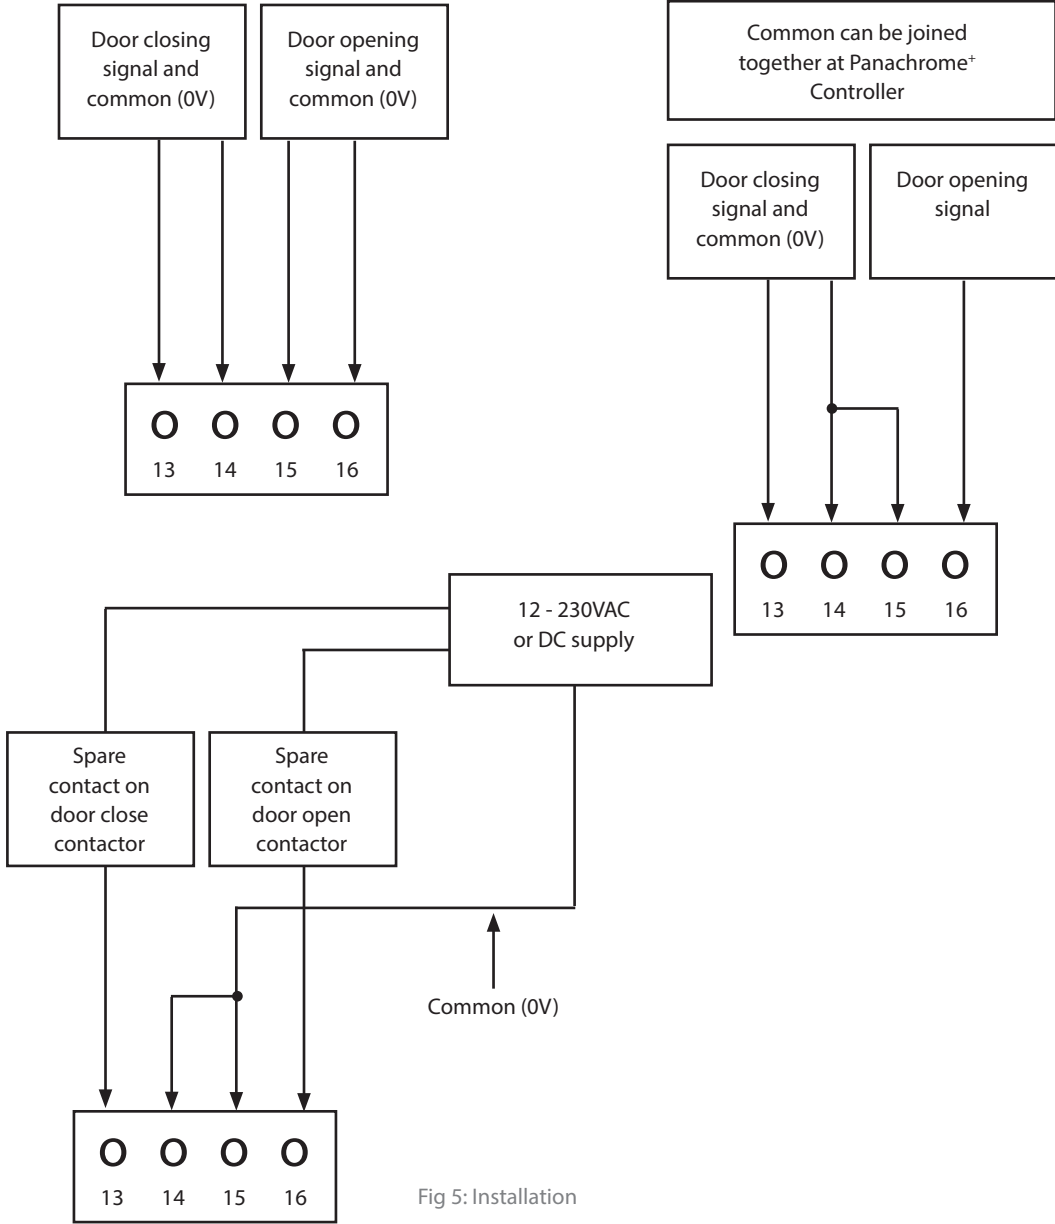 Door closing
signal and
common (0V)
Door opening
signal and
common (0V)
13 14 15 16
Common can be joined
together at Panachrome⁺
Controller
Door closing
signal and
common (0V)
Door opening
signal
13 14 15 16
12 - 230VAC
or DC supply
Spare
contact on
door close
contactor
Spare
contact on
door open
contactor
Common (0V)
13 14 15 16
Fig 5: Installation